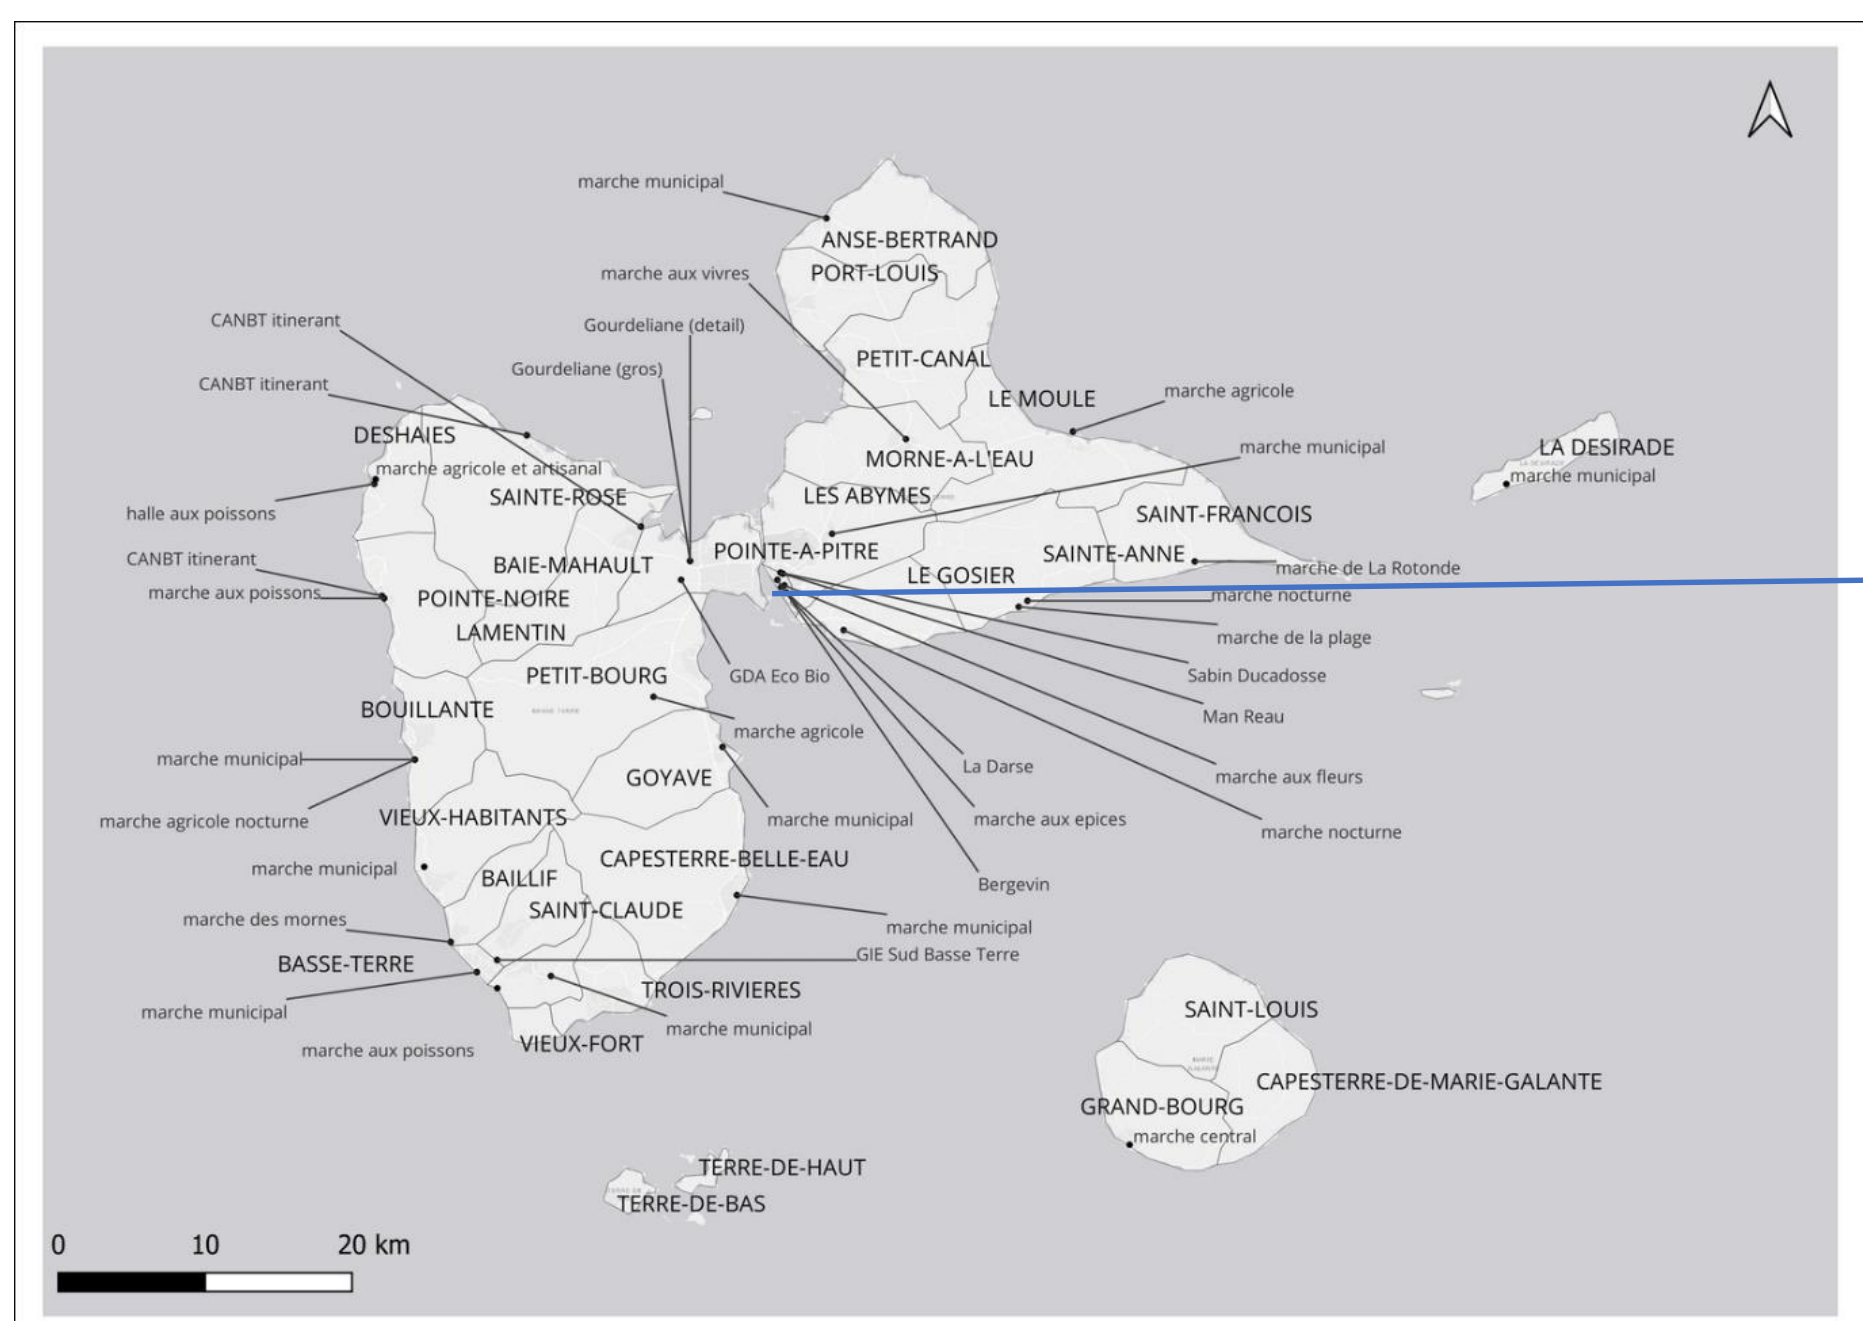 marche municipal
ANSE-BERTRAND
marche aux vivres
PORT-LOUIS
CANBT itinerant
Gourdeliane (detail)
PETIT-CANAL
Gourdeliane (gros)
CANBT itinerant
LE MOULE
marche agricole
DESHAIES
marche municipal
LA DESIRADE
MORNE-A-L'EAU
marche agricole et artisanal
marche municipal
SAINTE-ROSE
LES ABYMES
halle aux poissons
SAINT-FRANCOIS
POINTE-A-PITRE
SAINTE-ANNE
CANBT itinerant
BAIE-MAHAULT
marche de La Rotonde
LE GOSIER
marche aux poissons
POINTE-NOIRE
marche nocturne
LAMENTIN
marche de la plage
PETIT-BOURG
GDA Eco Bio
Sabin Ducadosse
BOUILLANTE
BASSE TERRE
Man Reau
marche agricole
marche municipal
La Darse
GOYAVE
marche aux fleurs
marche agricole nocturne
VIEUX-HABITANTS
marche municipal
marche aux epices
marche nocturne
CAPESTERRE-BELLE-EAU
marche municipal
BAILLIF
Bergevin
SAINT-CLAUDE
marche des mornes
marche municipal
GIE Sud Basse Terre
BASSE-TERRE
TROIS-RIVIERES
marche municipal
SAINT-LOUIS
marche municipal
VIEUX-FORT
marche aux poissons
CAPESTERRE-DE-MARIE-GALANTE
GRAND-BOURG
marche central
TERRE-DE-HAUT
TERRE-DE-BAS
0 10 20 km